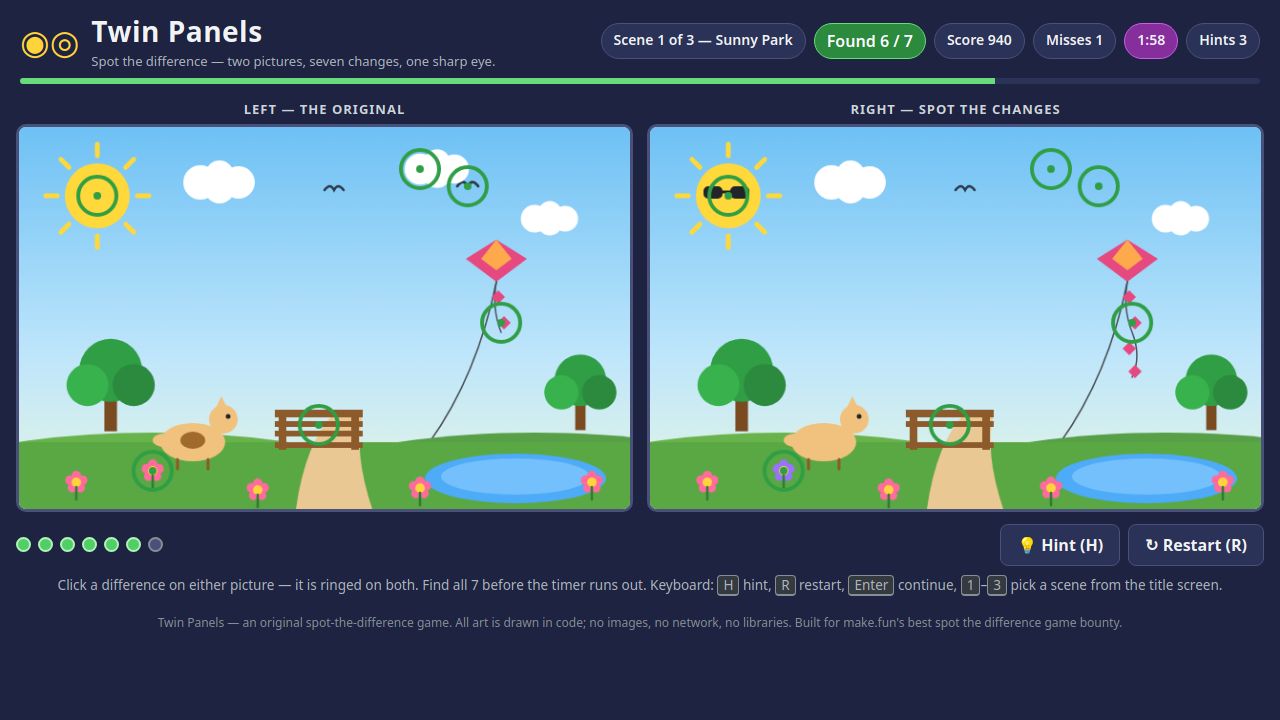 Twin Panels
Spot the difference — two pictures, seven changes, one sharp eye.
Scene 1 of 3 — Sunny Park
Found 6 / 7
Score 940
Misses 1
1:58
Hints 3
LEFT — THE ORIGINAL
RIGHT — SPOT THE CHANGES
💡 Hint (H)
↻ Restart (R)
Click a difference on either picture — it is ringed on both. Find all 7 before the timer runs out. Keyboard: H hint, R restart, Enter continue, 1–3 pick a scene from the title screen.
Twin Panels — an original spot-the-difference game. All art is drawn in code; no images, no network, no libraries. Built for make.fun's best spot the difference game bounty.